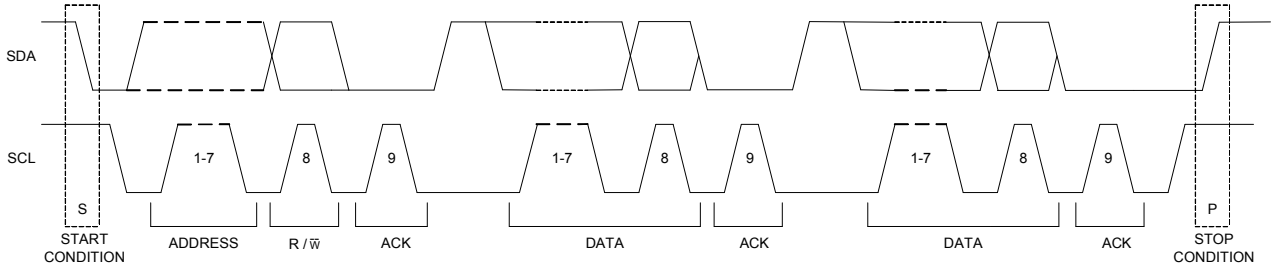 SDA
SCL
1-7
8
9
1-7
8
9
1-7
8
9
S
P
START
CONDITION
ADDRESS
R / W̅
ACK
DATA
ACK
DATA
ACK
STOP
CONDITION